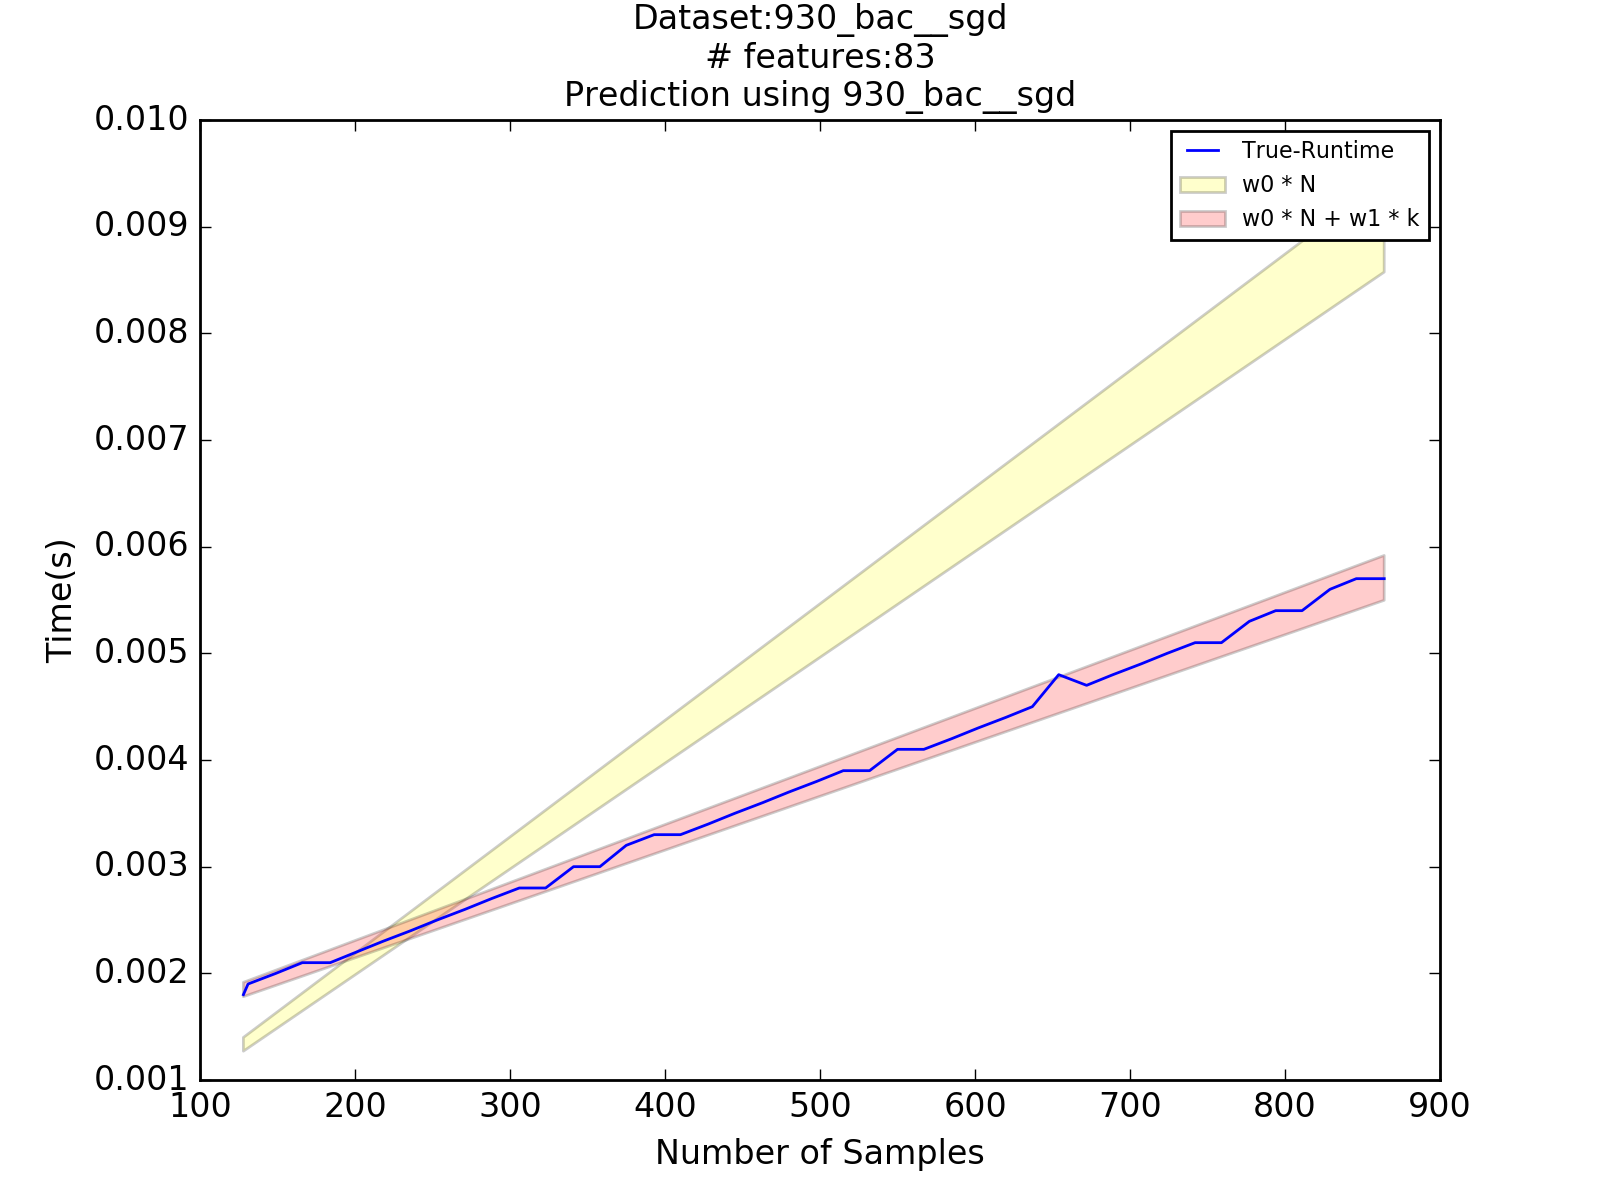 Dataset:930_bac__sgd
# features:83
Prediction using 930_bac__sgd
0.010
0.009
0.008
0.007
0.006
0.005
0.004
0.003
0.002
0.001
Time(s)
True-Runtime
w0 * N
w0 * N + w1 * k
100 200 300 400 500 600 700 800 900
Number of Samples